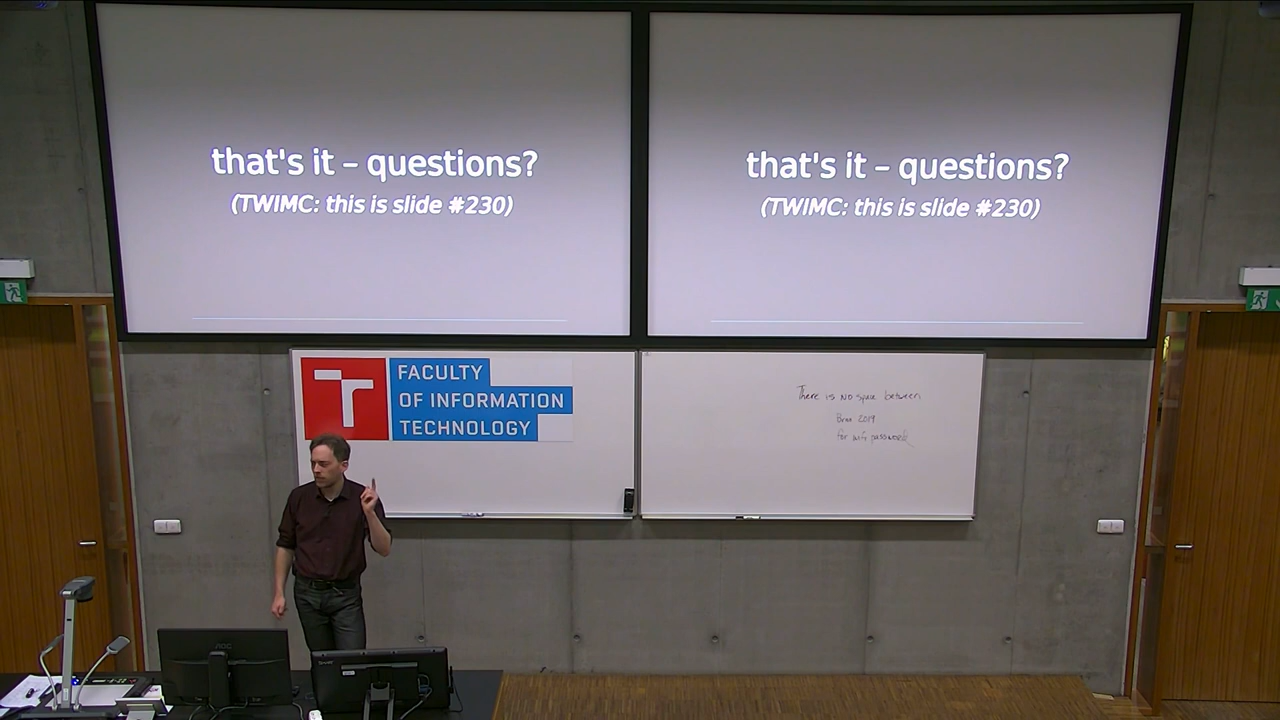 that's it – questions?
(TWIMC: this is slide #230)
that's it – questions?
(TWIMC: this is slide #230)
FACULTY
OF INFORMATION
TECHNOLOGY
There is NO space between
Brno 2019
for wifi password